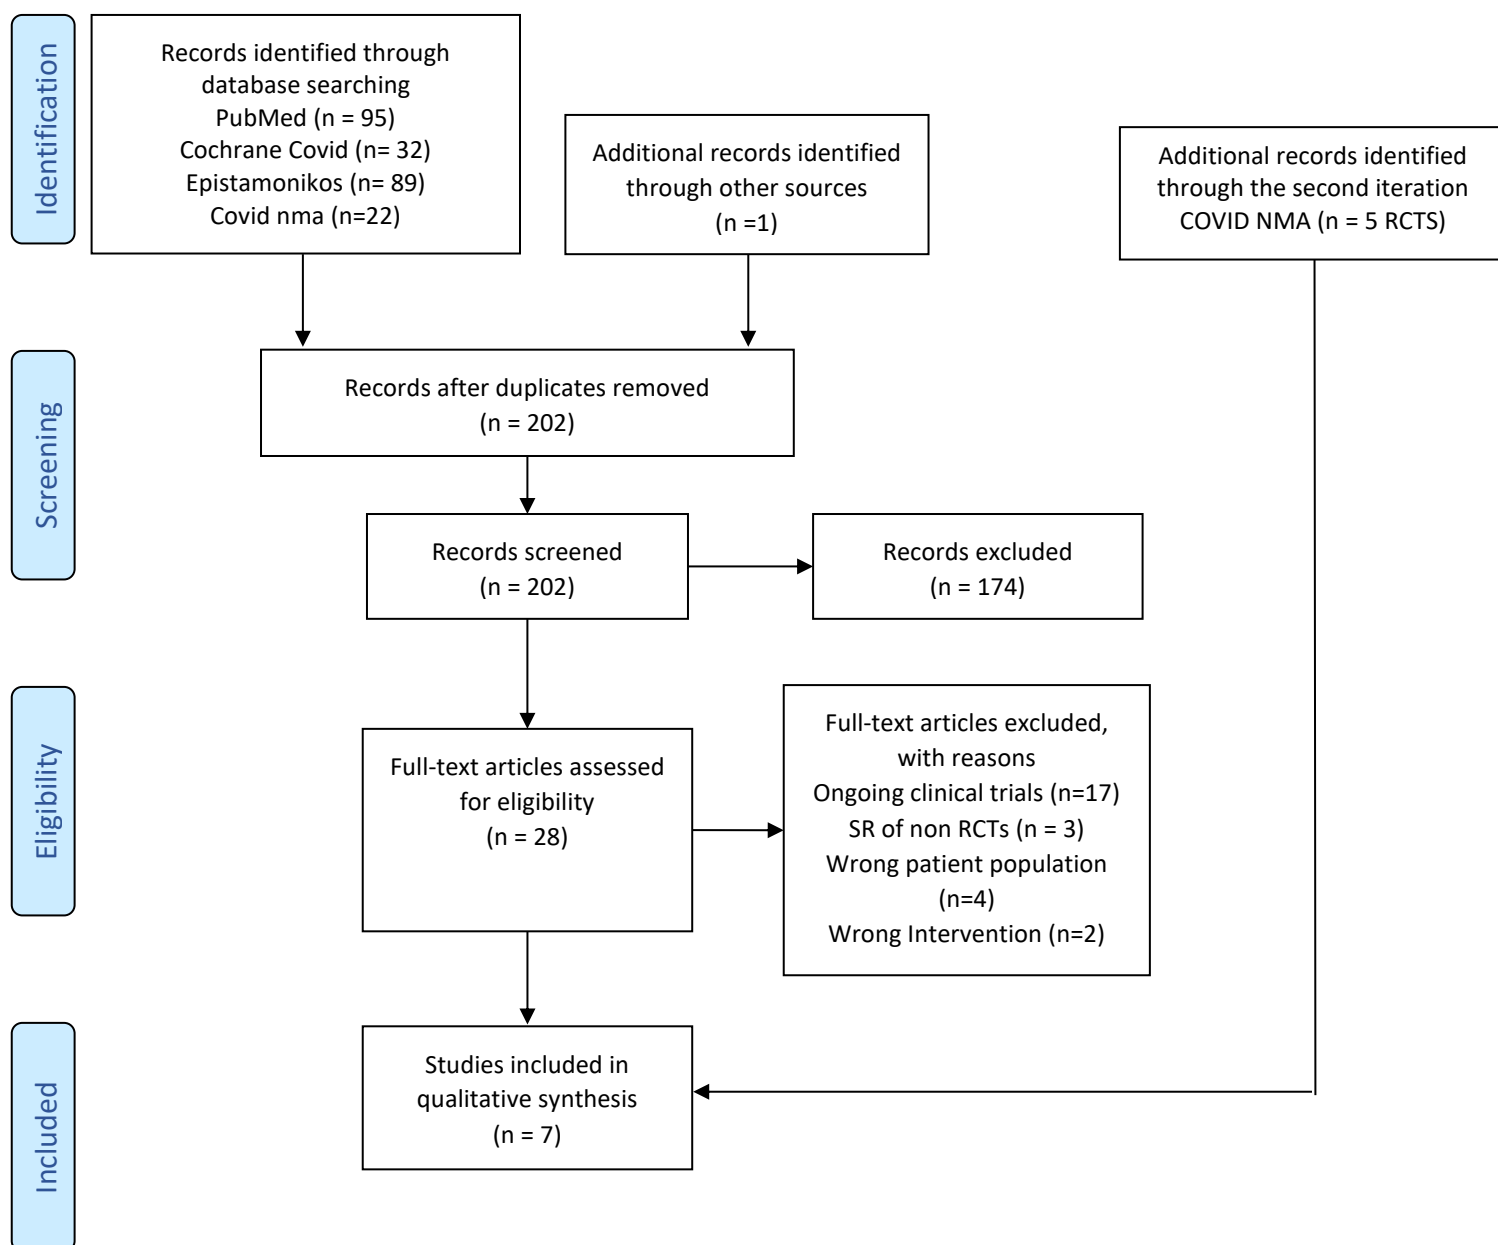 Identification
Records identified through
database searching
PubMed (n = 95)
Cochrane Covid (n= 32)
Epistamonikos (n= 89)
Covid nma (n=22)
Additional records identified
through other sources
(n =1)
Additional records identified
through the second iteration
COVID NMA (n = 5 RCTS)
Screening
Records after duplicates removed
(n = 202)
Records screened
(n = 202)
Records excluded
(n = 174)
Eligibility
Full-text articles assessed
for eligibility
(n = 28)
Full-text articles excluded,
with reasons
Ongoing clinical trials (n=17)
SR of non RCTs (n = 3)
Wrong patient population
(n=4)
Wrong Intervention (n=2)
Included
Studies included in
qualitative synthesis
(n = 7)